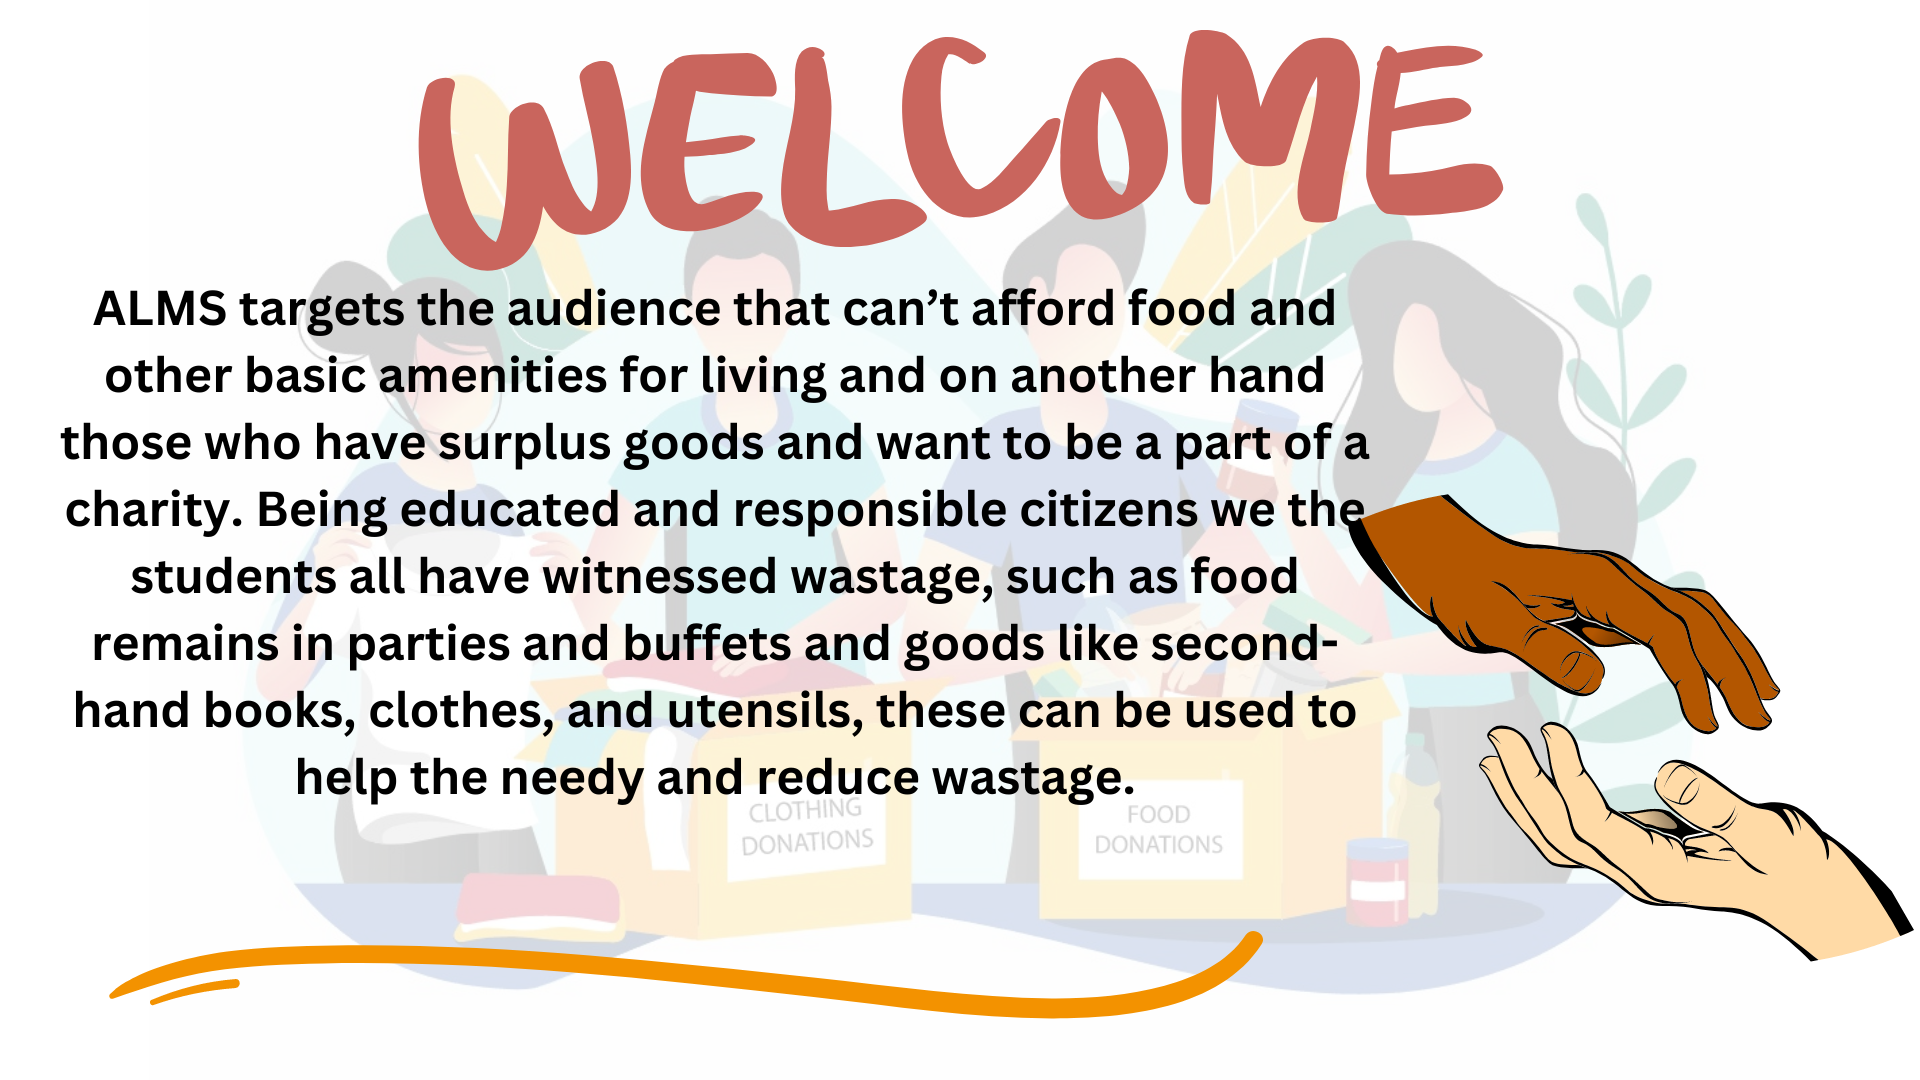 WELCOME
ALMS targets the audience that can’t afford food and
other basic amenities for living and on another hand
those who have surplus goods and want to be a part of a
charity. Being educated and responsible citizens we the
students all have witnessed wastage, such as food
remains in parties and buffets and goods like second-
hand books, clothes, and utensils, these can be used to
help the needy and reduce wastage.
CLOTHING
DONATIONS
FOOD
DONATIONS